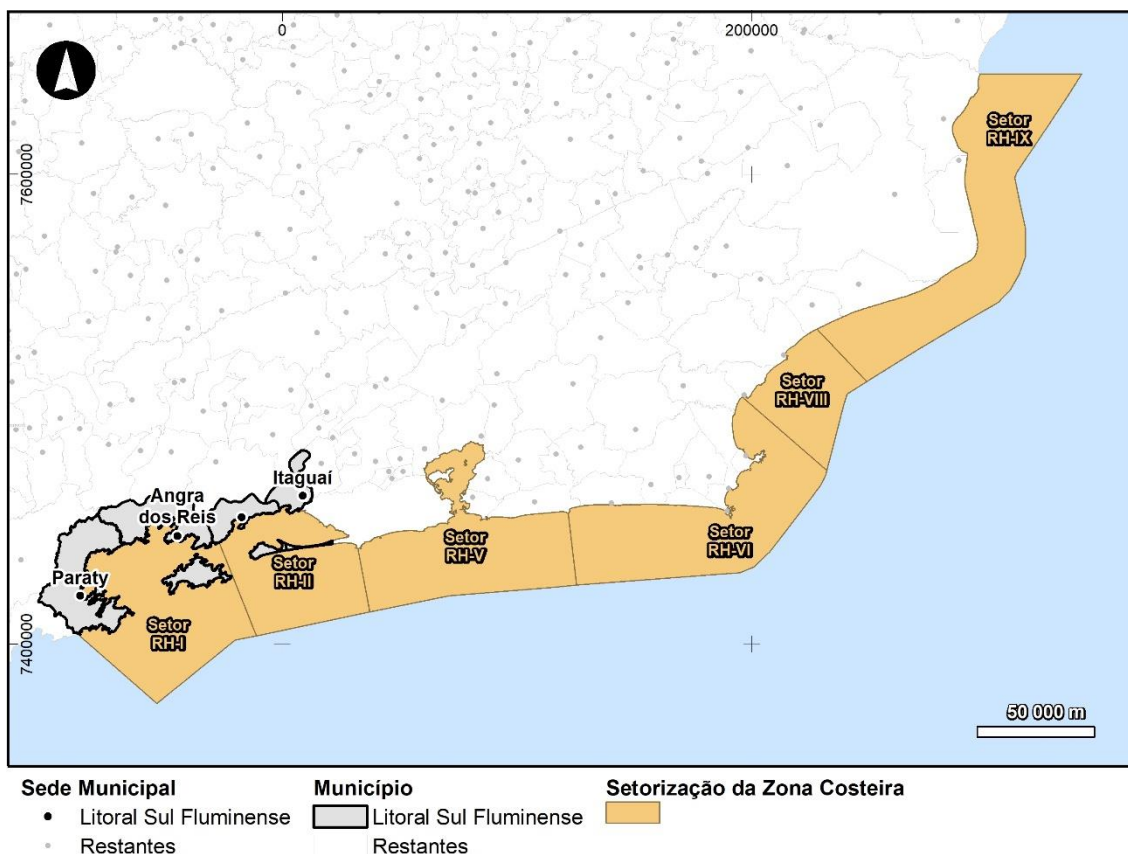 0
200000
7600000
7400000
Setor
RH-IX
Setor
RH-VIII
Itaguaí
Angra
dos Reis
Setor
RH-V
Setor
RH-VI
Setor
RH-II
Paraty
Setor
RH-I
50 000 m
Sede Municipal
Litoral Sul Fluminense
Restantes
Município
Litoral Sul Fluminense
Restantes
Setorização da Zona Costeira